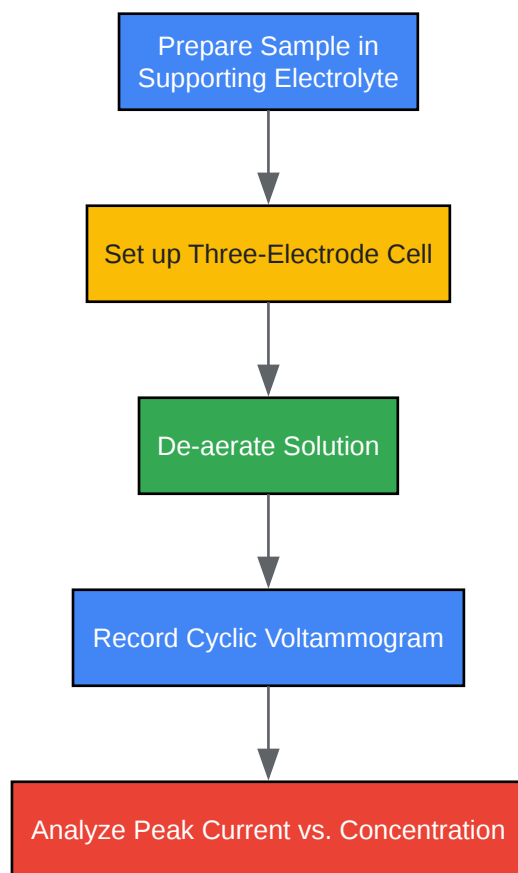 Prepare Sample in
Supporting Electrolyte
Set up Three-Electrode Cell
De-aerate Solution
Record Cyclic Voltammogram
Analyze Peak Current vs. Concentration